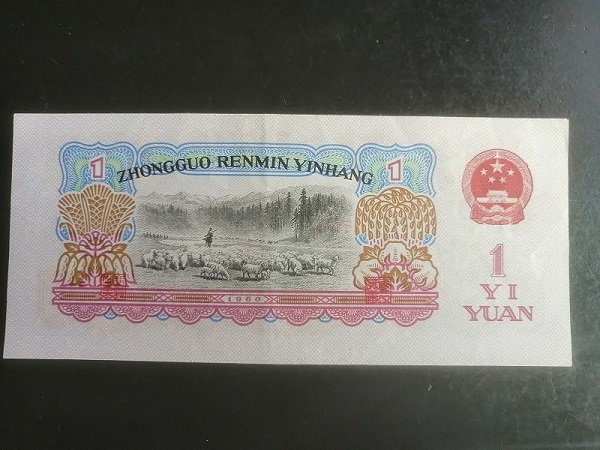 1
ZHONGGUO RENMIN YINHANG
1
1960
1
YI
YUAN